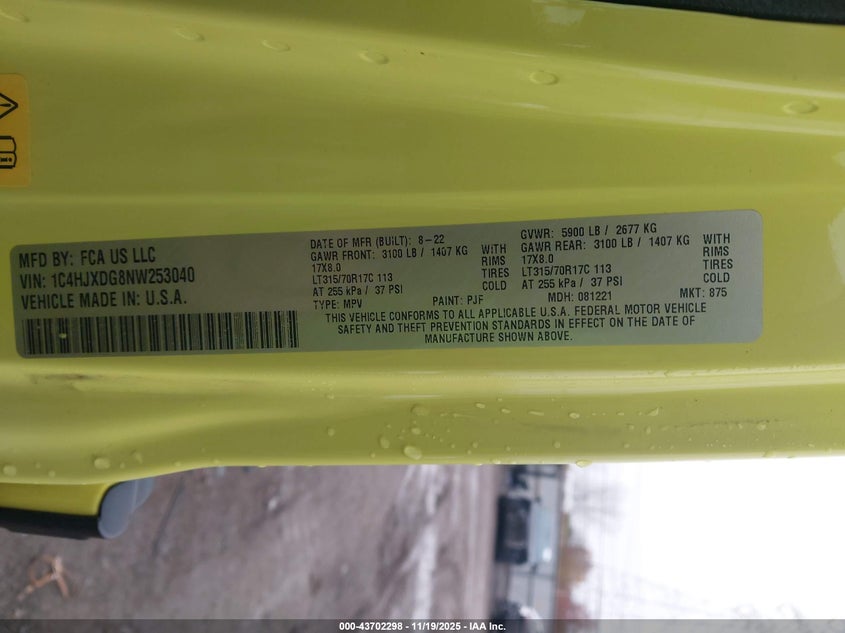 MFD BY: FCA US LLC
VIN: 1C4HJXDG8NW253040
VEHICLE MADE IN U.S.A.
DATE OF MFR (BUILT): 8-22
GAWR FRONT: 3100 LB / 1407 KG WITH
17X8.0 RIMS
LT315/70R17C 113 TIRES
AT 255 kPa / 37 PSI COLD
TYPE: MPV PAINT: PJF
GVWR: 5900 LB / 2677 KG
GAWR REAR: 3100 LB / 1407 KG WITH
17X8.0 RIMS
LT315/70R17C 113 TIRES
AT 255 kPa / 37 PSI COLD
MDH: 081221 MKT: 875
THIS VEHICLE CONFORMS TO ALL APPLICABLE U.S.A. FEDERAL MOTOR VEHICLE
SAFETY AND THEFT PREVENTION STANDARDS IN EFFECT ON THE DATE OF
MANUFACTURE SHOWN ABOVE.
000-43702298 - 11/19/2025 - IAA Inc.